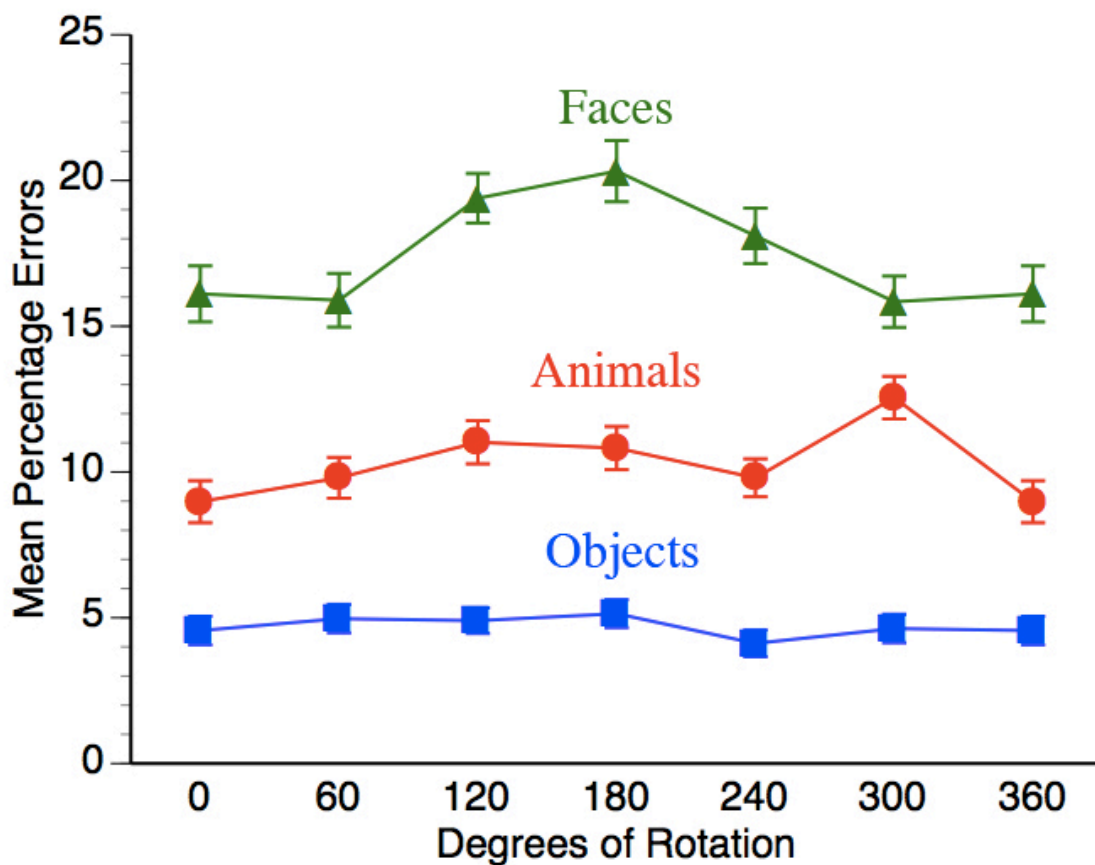 25
20
15
10
5
0
Mean Percentage Errors
Faces
Animals
Objects
0 60 120 180 240 300 360
Degrees of Rotation